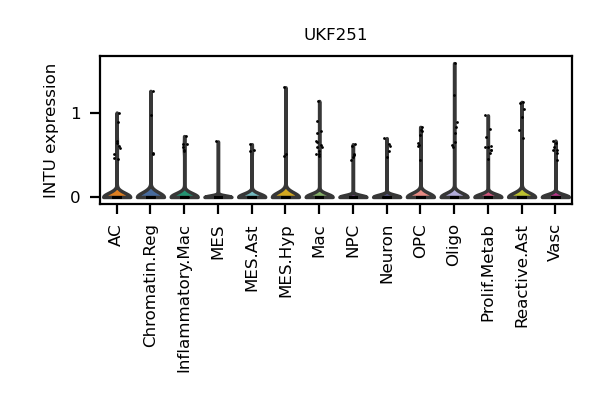 UKF251
INTU expression
1
0
AC
Chromatin.Reg
Inflammatory.Mac
MES
MES.Ast
MES.Hyp
Mac
NPC
Neuron
OPC
Oligo
Prolif.Metab
Reactive.Ast
Vasc